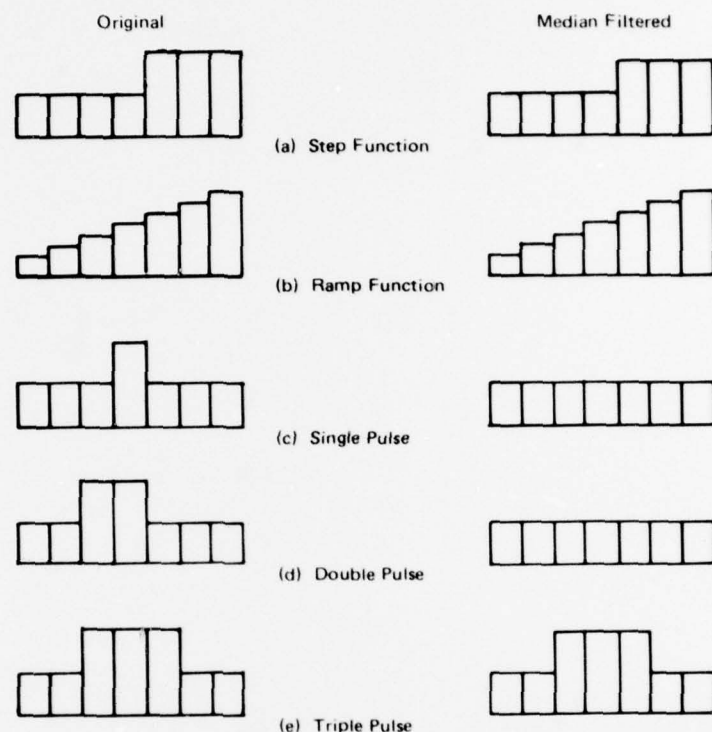 Original
Median Filtered
(a) Step Function
(b) Ramp Function
(c) Single Pulse
(d) Double Pulse
(e) Triple Pulse